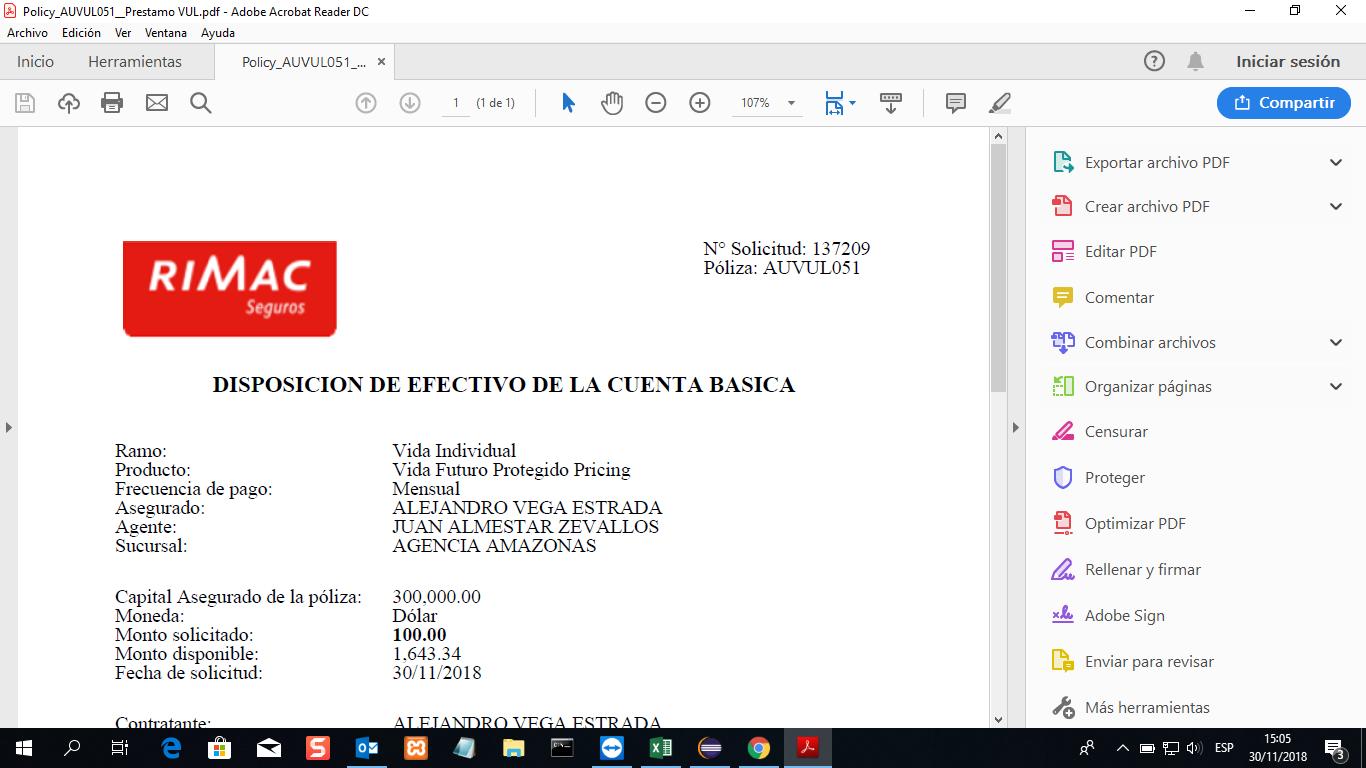 Policy_AUVUL051__Prestamo VUL.pdf - Adobe Acrobat Reader DC
Archivo Edición Ver Ventana Ayuda
Inicio Herramientas Policy_AUVUL051_... Iniciar sesión
1 (1 de 1) 107% Compartir
RIMAC
Seguros
N° Solicitud: 137209
Póliza: AUVUL051
DISPOSICION DE EFECTIVO DE LA CUENTA BASICA
Ramo: Vida Individual
Producto: Vida Futuro Protegido Pricing
Frecuencia de pago: Mensual
Asegurado: ALEJANDRO VEGA ESTRADA
Agente: JUAN ALMESTAR ZEVALLOS
Sucursal: AGENCIA AMAZONAS
Capital Asegurado de la póliza: 300,000.00
Moneda: Dólar
Monto solicitado: 100.00
Monto disponible: 1,643.34
Fecha de solicitud: 30/11/2018
Contratante: ALEJANDRO VEGA ESTRADA
Exportar archivo PDF
Crear archivo PDF
Editar PDF
Comentar
Combinar archivos
Organizar páginas
Censurar
Proteger
Optimizar PDF
Rellenar y firmar
Adobe Sign
Enviar para revisar
Más herramientas
ESP
15:05
30/11/2018
3